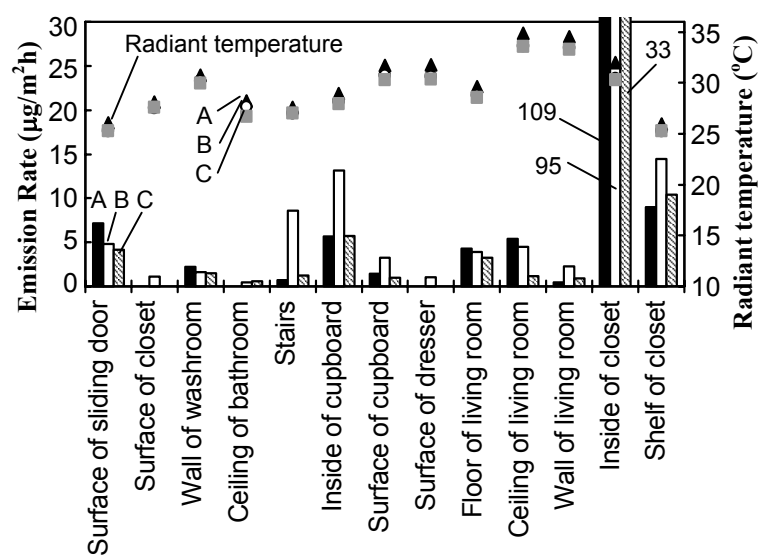 Emission Rate (μg/m²h)
30
25
20
15
10
5
0
Radiant temperature
A
B
C
A B C
109
95
33
35
30
25
20
15
10
Radiant temperature (°C)
Surface of sliding door
Surface of closet
Wall of washroom
Ceiling of bathroom
Stairs
Inside of cupboard
Surface of cupboard
Surface of dresser
Floor of living room
Ceiling of living room
Wall of living room
Inside of closet
Shelf of closet